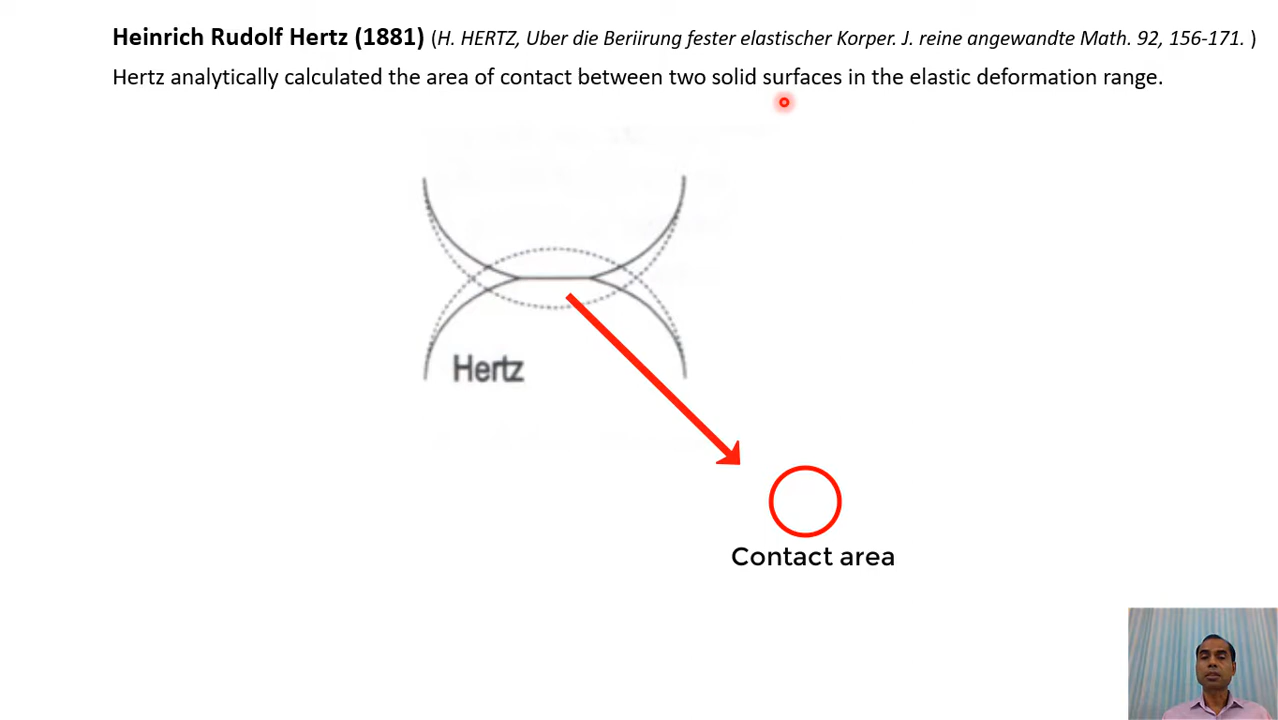 Heinrich Rudolf Hertz (1881) (H. HERTZ, Uber die Beriirung fester elastischer Korper. J. reine angewandte Math. 92, 156-171. )
Hertz analytically calculated the area of contact between two solid surfaces in the elastic deformation range.
Hertz
Contact area